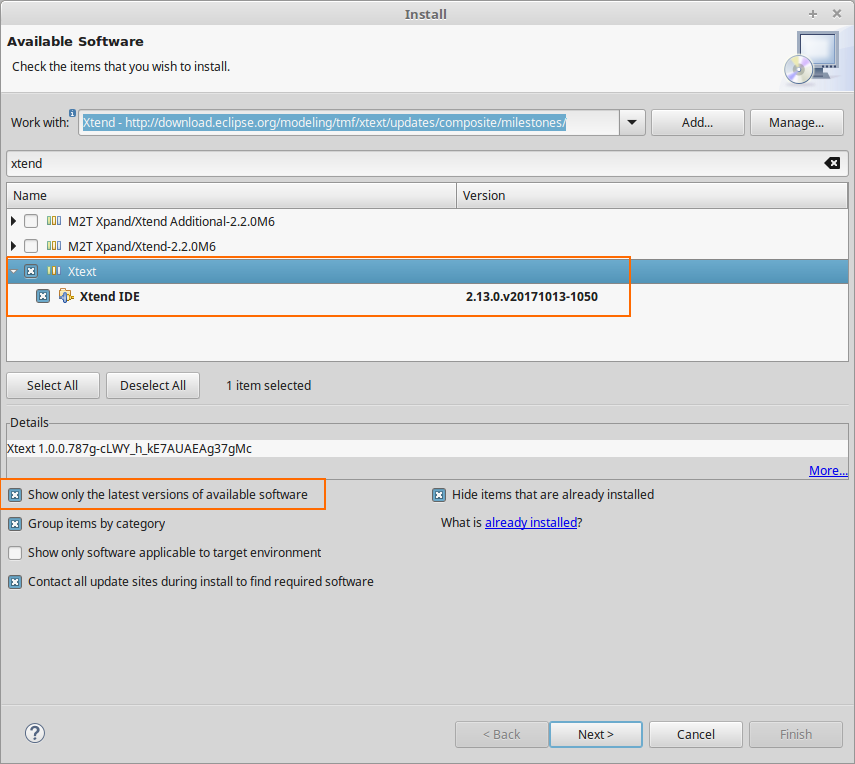 Install
Available Software
Check the items that you wish to install.
Work with: Xtend - http://download.eclipse.org/modeling/tmf/xtext/updates/composite/milestones/ Add... Manage...
xtend
Name Version
M2T Xpand/Xtend Additional-2.2.0M6
M2T Xpand/Xtend-2.2.0M6
Xtext
Xtend IDE 2.13.0.v20171013-1050
Select All Deselect All 1 item selected
Details
Xtext 1.0.0.787g-cLWY_h_kE7AUAEAg37gMc
More...
Show only the latest versions of available software Hide items that are already installed
Group items by category What is already installed?
Show only software applicable to target environment
Contact all update sites during install to find required software
? < Back Next > Cancel Finish